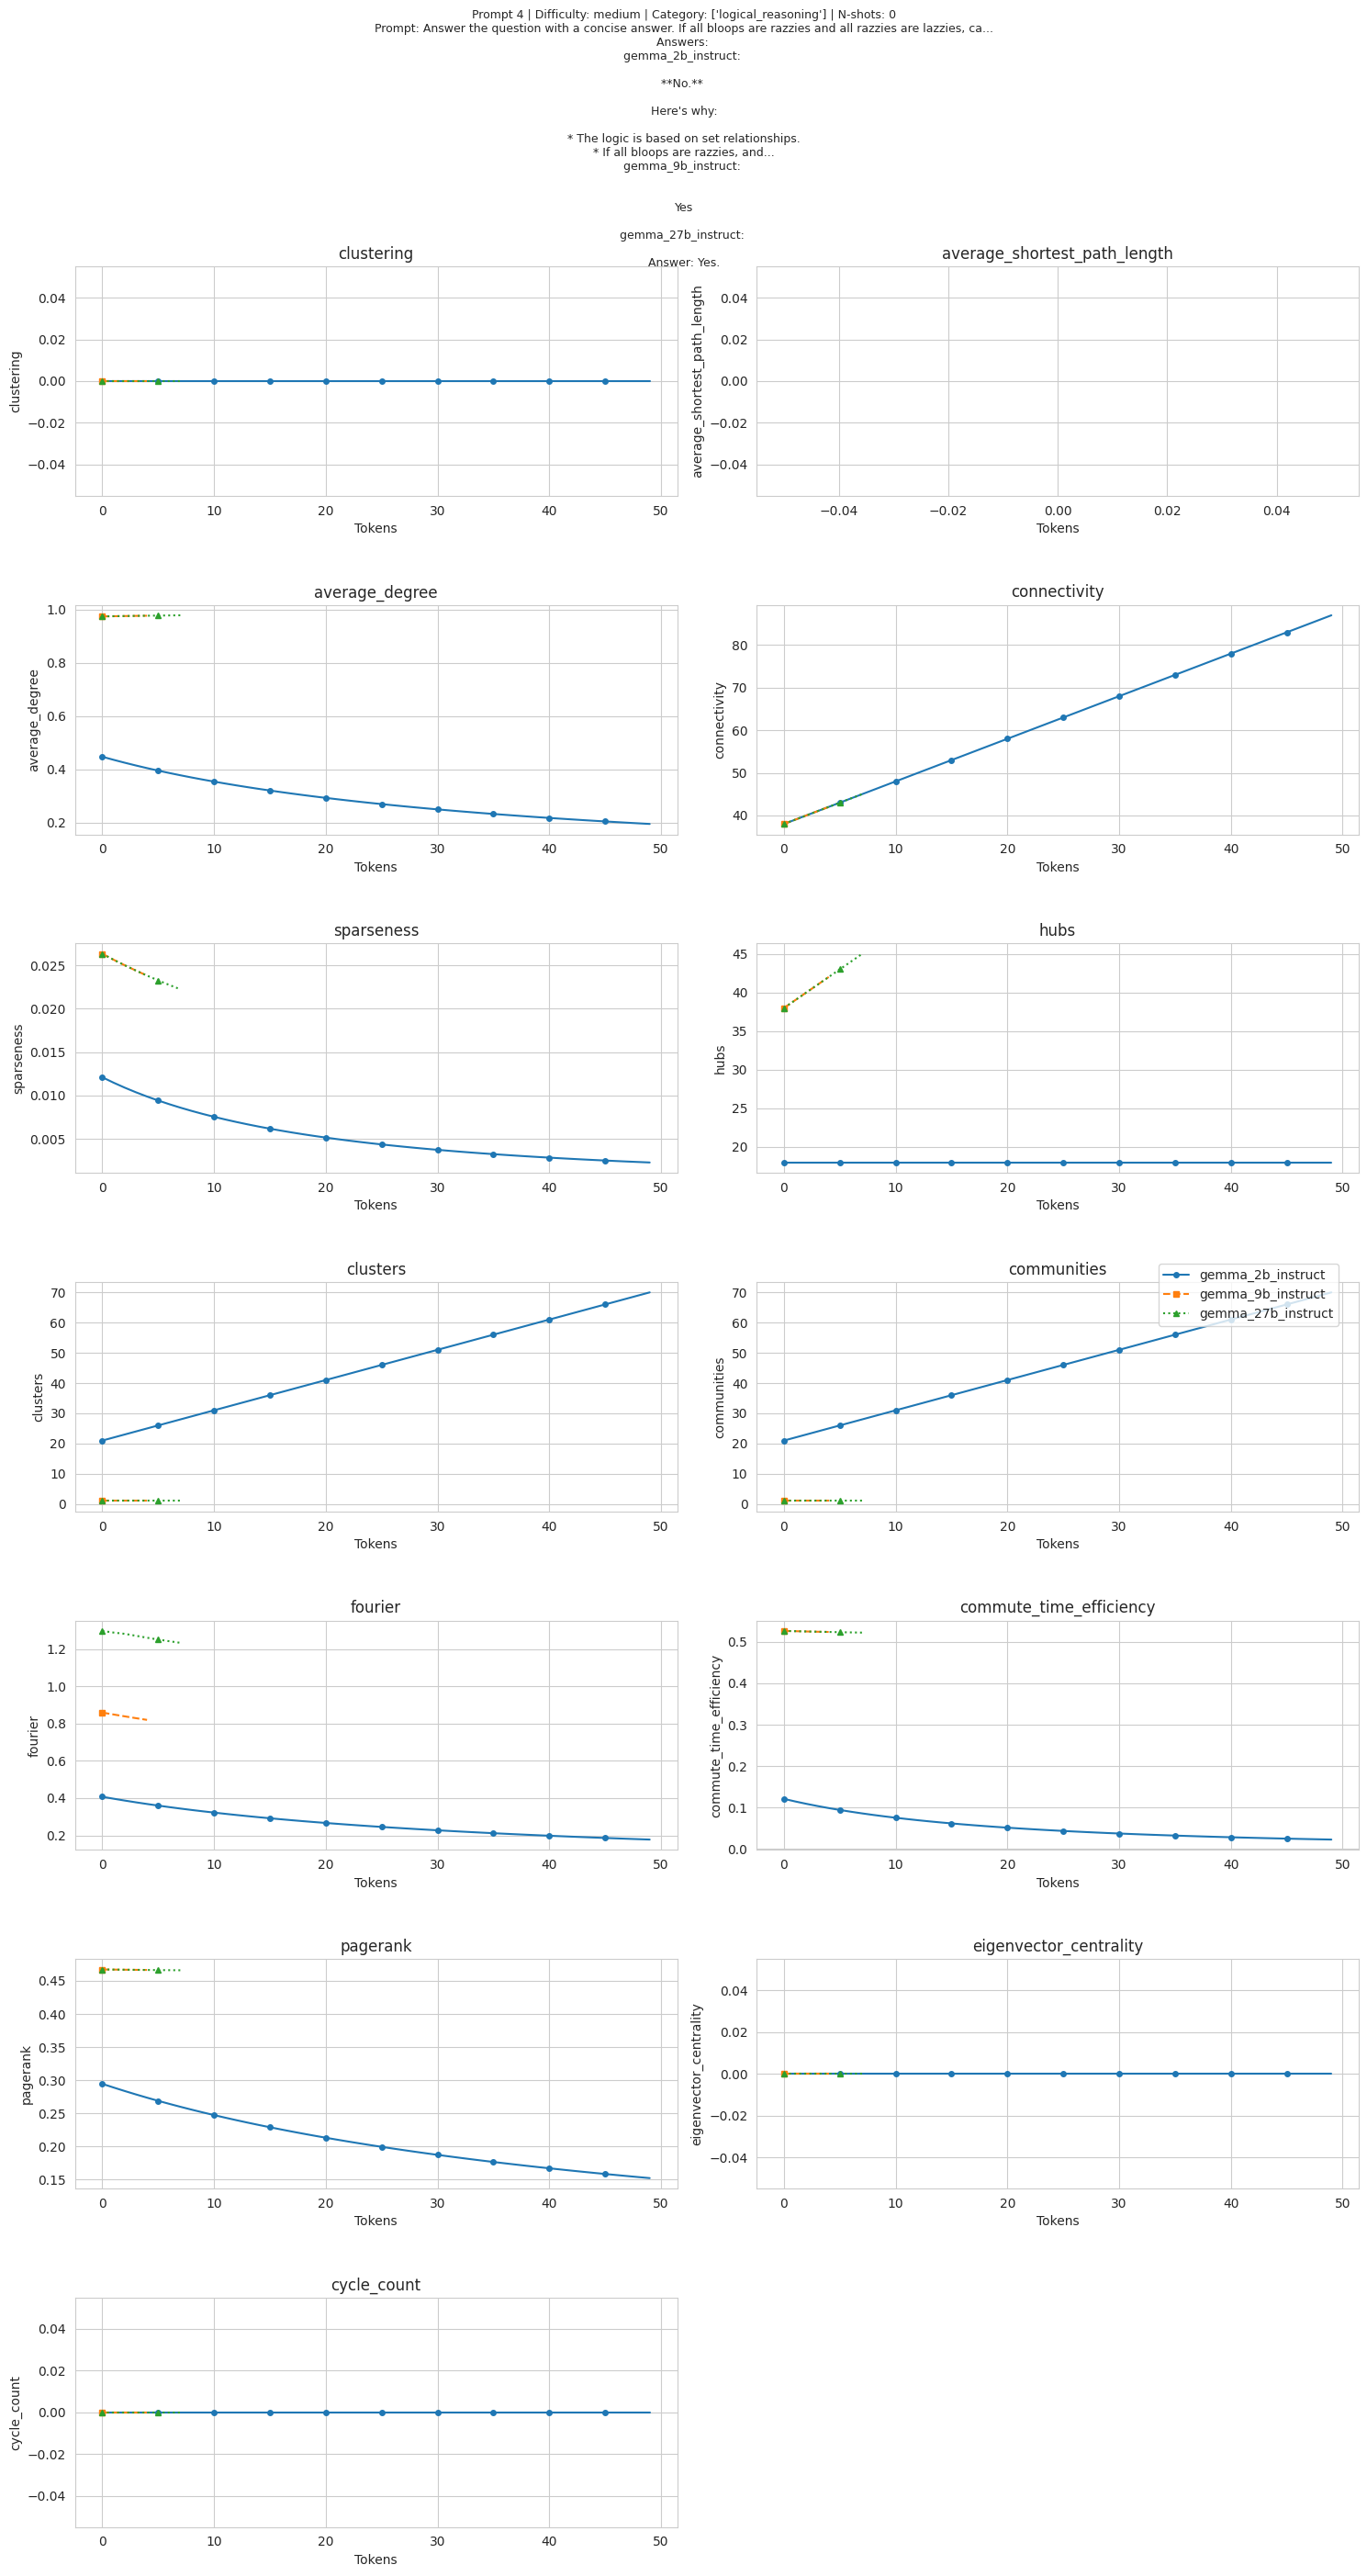 Prompt 4 | Difficulty: medium | Category: ['logical_reasoning'] | N-shots: 0
Prompt: Answer the question with a concise answer. If all bloops are razzies and all razzies are lazzies, ca...
Answers:
gemma_2b_instruct:
**No.**
Here's why:
* The logic is based on set relationships.
* If all bloops are razzies, and...
gemma_9b_instruct:
Yes
gemma_27b_instruct:
Answer: Yes.
clustering
0.04
0.02
0.00
−0.02
−0.04
clustering
0 10 20 30 40 50
Tokens
average_shortest_path_length
0.04
0.02
0.00
−0.02
−0.04
average_shortest_path_length
−0.04 −0.02 0.00 0.02 0.04
Tokens
average_degree
1.0
0.8
0.6
0.4
0.2
average_degree
0 10 20 30 40 50
Tokens
connectivity
80
70
60
50
40
connectivity
0 10 20 30 40 50
Tokens
sparseness
0.025
0.020
0.015
0.010
0.005
sparseness
0 10 20 30 40 50
Tokens
hubs
45
40
35
30
25
20
hubs
0 10 20 30 40 50
Tokens
clusters
70
60
50
40
30
20
10
0
clusters
0 10 20 30 40 50
Tokens
communities
gemma_2b_instruct
gemma_9b_instruct
gemma_27b_instruct
70
60
50
40
30
20
10
0
communities
0 10 20 30 40 50
Tokens
fourier
1.2
1.0
0.8
0.6
0.4
0.2
fourier
0 10 20 30 40 50
Tokens
commute_time_efficiency
0.5
0.4
0.3
0.2
0.1
0.0
commute_time_efficiency
0 10 20 30 40 50
Tokens
pagerank
0.45
0.40
0.35
0.30
0.25
0.20
0.15
pagerank
0 10 20 30 40 50
Tokens
eigenvector_centrality
0.04
0.02
0.00
−0.02
−0.04
eigenvector_centrality
0 10 20 30 40 50
Tokens
cycle_count
0.04
0.02
0.00
−0.02
−0.04
cycle_count
0 10 20 30 40 50
Tokens